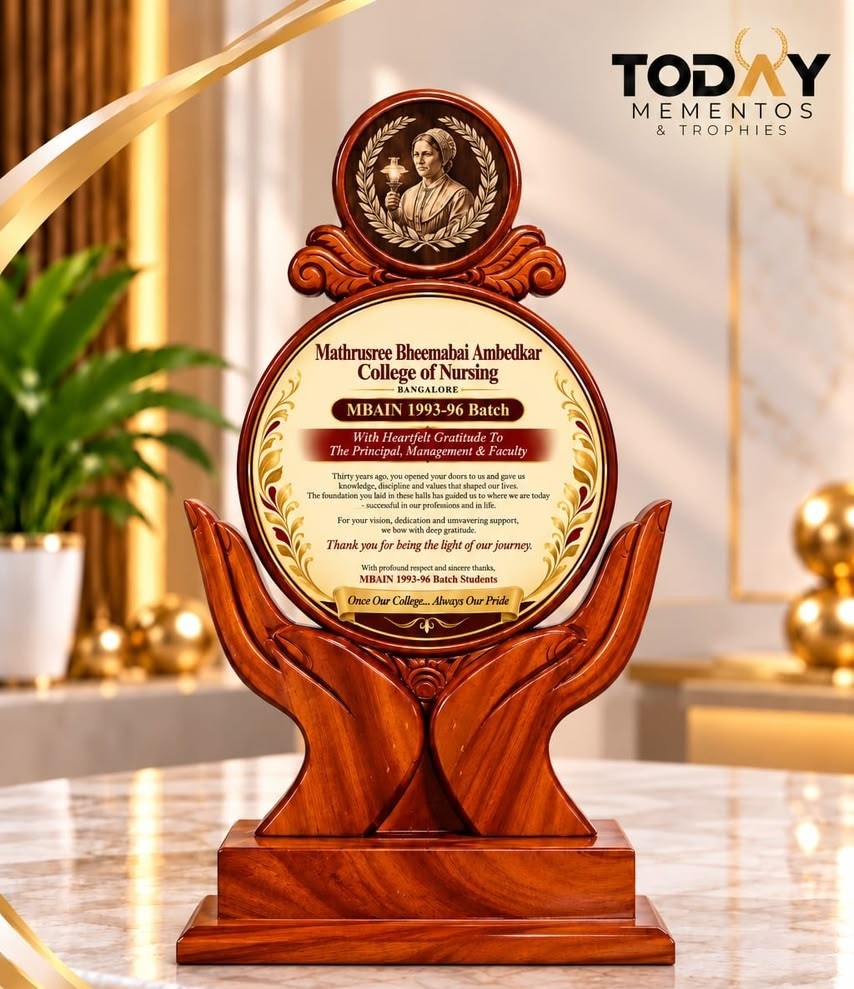 TODAY
MEMENTOS
& TROPHIES
Mathrusree Bheemabai Ambedkar
College of Nursing
BANGALORE
MBAIN 1993-96 Batch
With Heartfelt Gratitude To
The Principal, Management & Faculty
Thirty years ago, you opened your doors to us and gave us
knowledge, discipline and values that shaped our lives.
The foundation you laid in these halls has guided us to where we are today
- successful in our professions and in life.
For your vision, dedication and unwavering support,
we bow with deep gratitude.
Thank you for being the light of our journey.
With profound respect and sincere thanks,
MBAIN 1993-96 Batch Students
Once Our College... Always Our Pride